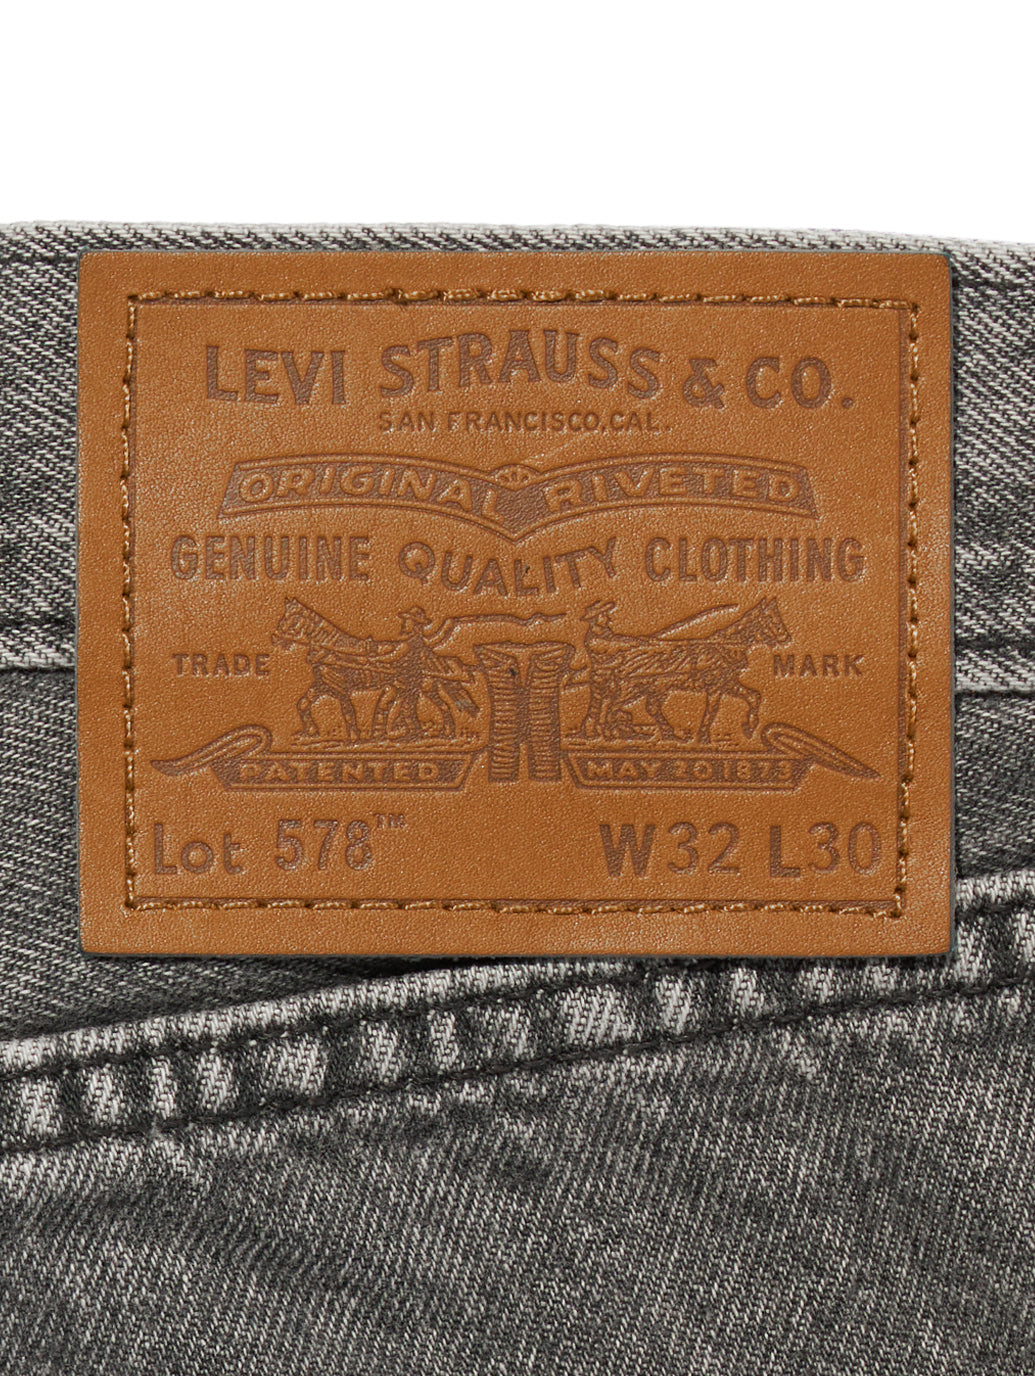 LEVI STRAUSS & CO.
SAN FRANCISCO, CAL.
ORIGINAL RIVETED
GENUINE QUALITY CLOTHING
TRADE MARK
PATENTED MAY 20 1873
Lot 578™ W32 L30